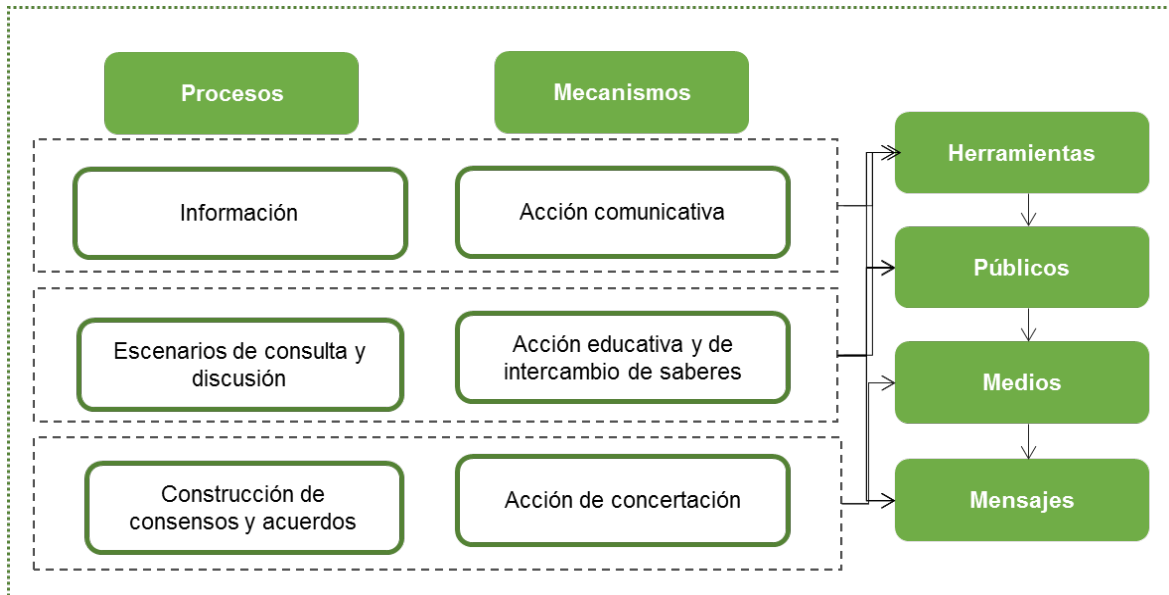 Procesos
Mecanismos
Herramientas
Información
Acción comunicativa
Públicos
Escenarios de consulta y
discusión
Acción educativa y de
intercambio de saberes
Medios
Construcción de
consensos y acuerdos
Acción de concertación
Mensajes